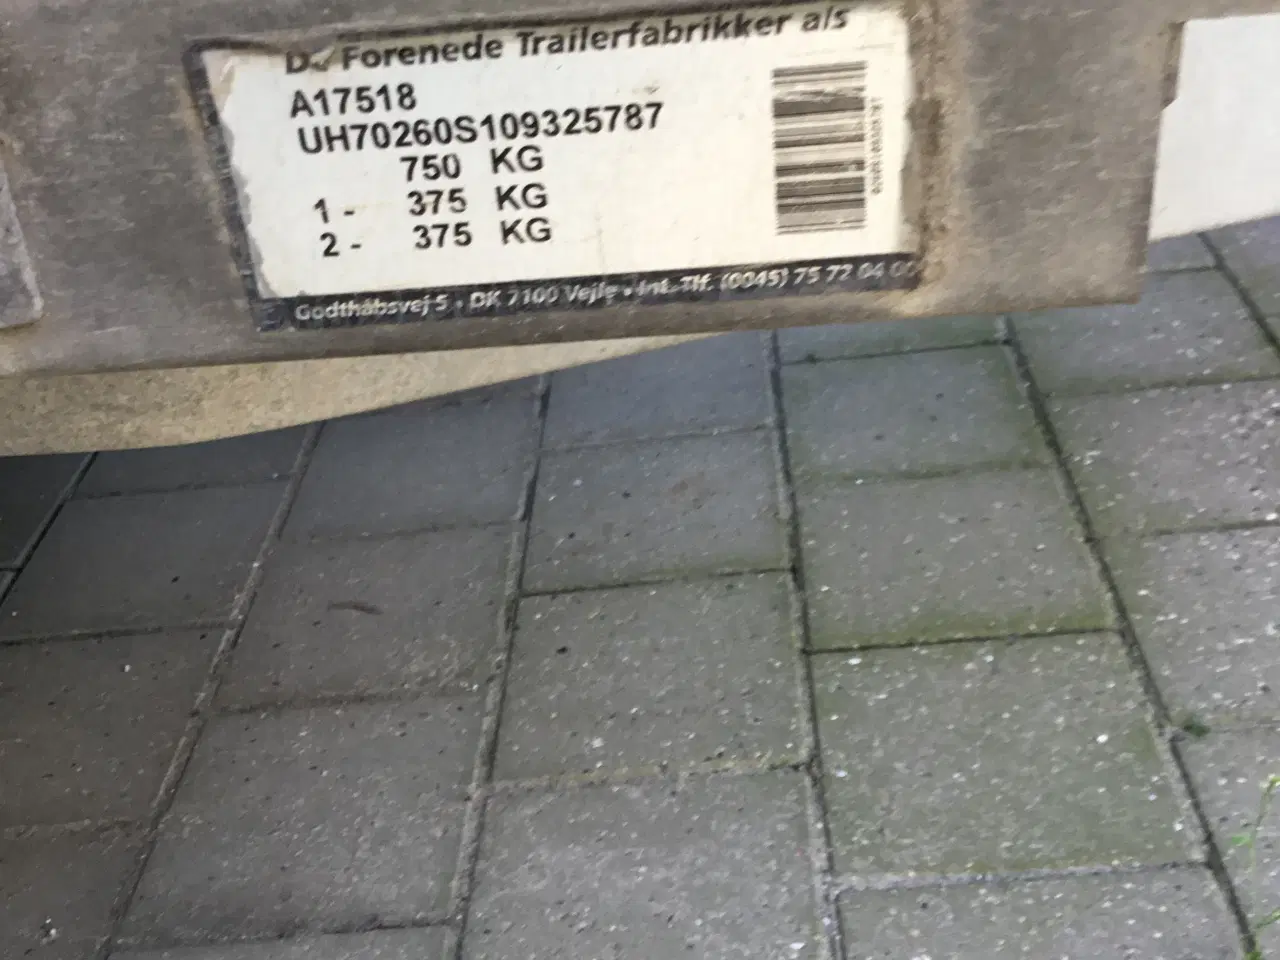 Forenede Trailerfabrikker a/s
A17518
UH70260S109325787
750 KG
1 - 375 KG
2 - 375 KG
Godthåbsvej 5 • DK 7100 Vejle • Int. Tlf. (0045) 75 72 04